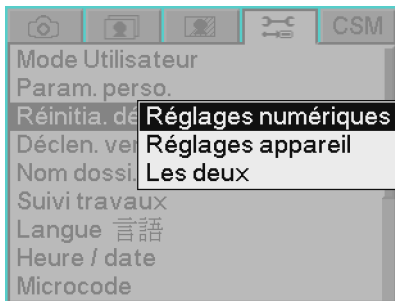 CSM
Mode Utilisateur
Param. perso.
Réinitia. dé
Réglages numériques
Déclen. ver
Réglages appareil
Nom dossi.
Les deux
Suivi travaux
Langue 言語
Heure / date
Microcode